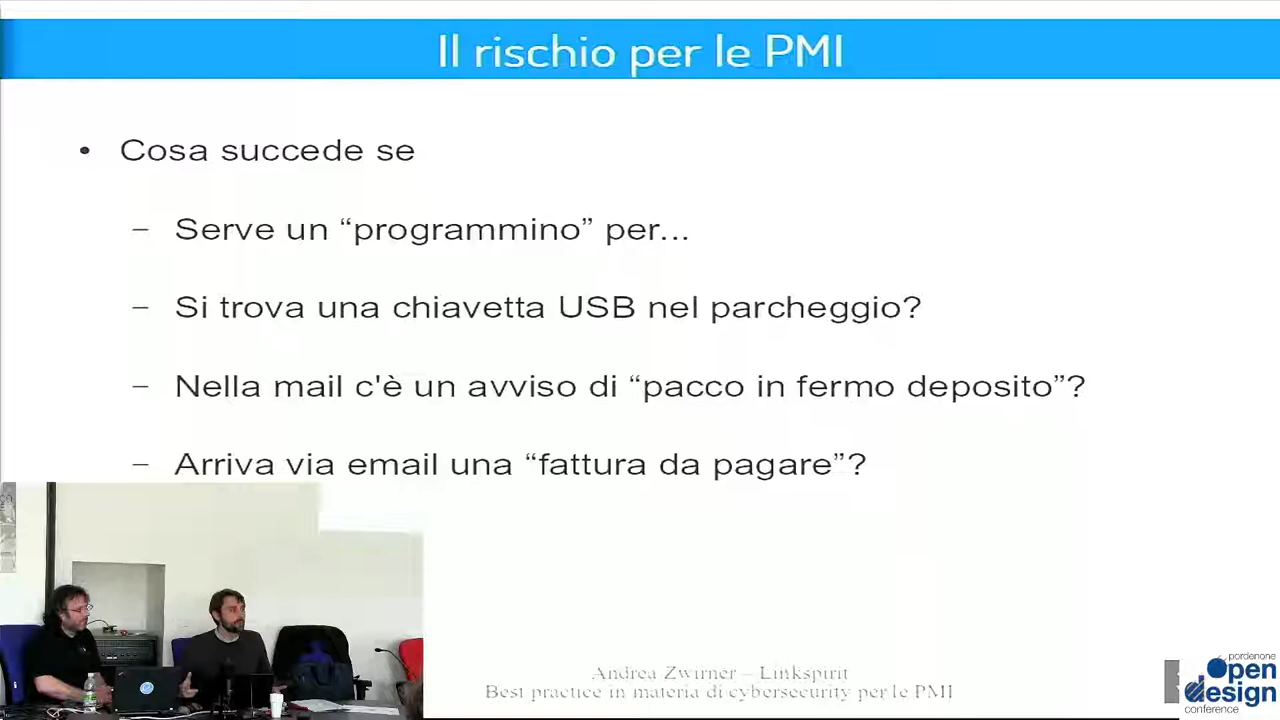 Il rischio per le PMI
• Cosa succede se
– Serve un “programmino” per...
– Si trova una chiavetta USB nel parcheggio?
– Nella mail c'è un avviso di “pacco in fermo deposito”?
– Arriva via email una “fattura da pagare”?
Andrea Zwirner – Linkspirit
Best practice in materia di cybersecurity per le PMI
pordenone
open
design
conference